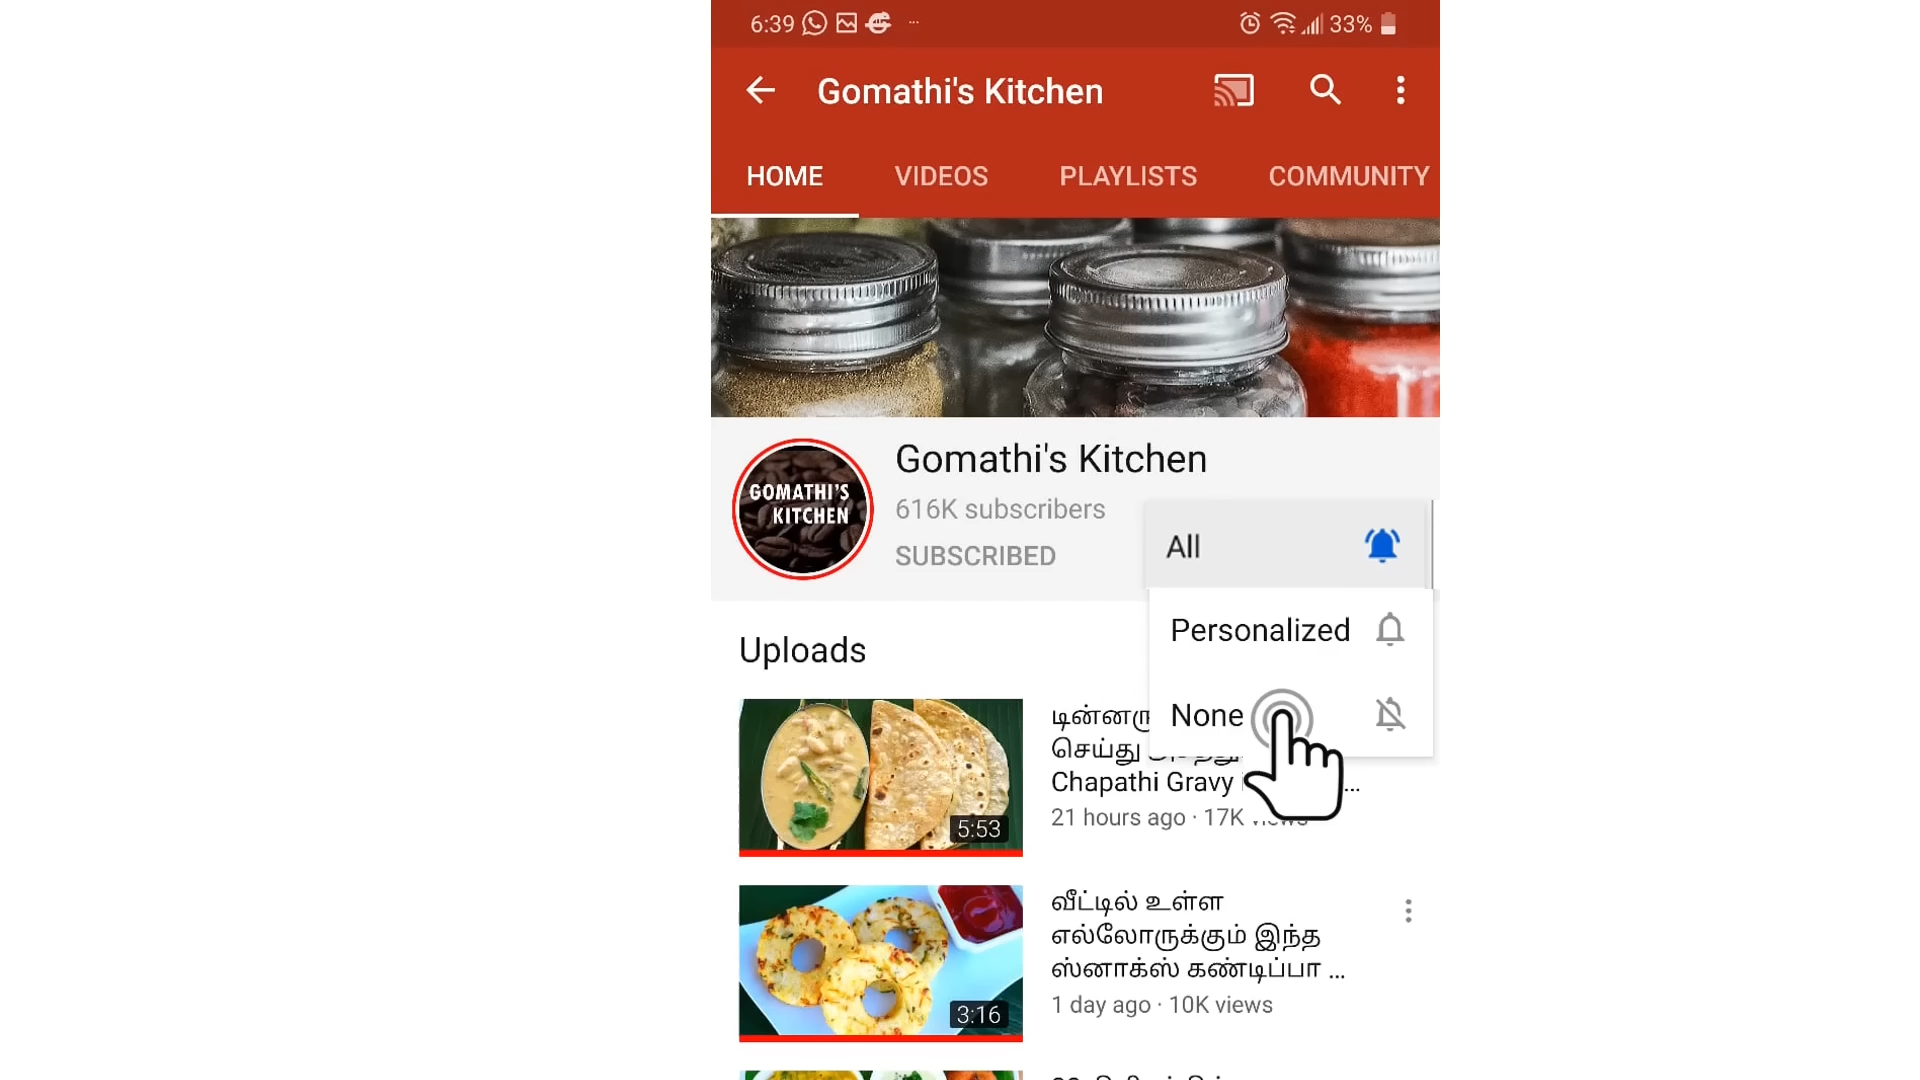 6:39
33%
Gomathi's Kitchen
HOME
VIDEOS
PLAYLISTS
COMMUNITY
GOMATHI'S
KITCHEN
Gomathi's Kitchen
616K subscribers
SUBSCRIBED
All
Personalized
None
Uploads
5:53
செய்து
Chapathi Gravy
...
21 hours ago · 17K views
3:16
வீட்டில் உள்ள
எல்லோருக்கும் இந்த
ஸ்னாக்ஸ் கண்டிப்பா ...
1 day ago · 10K views